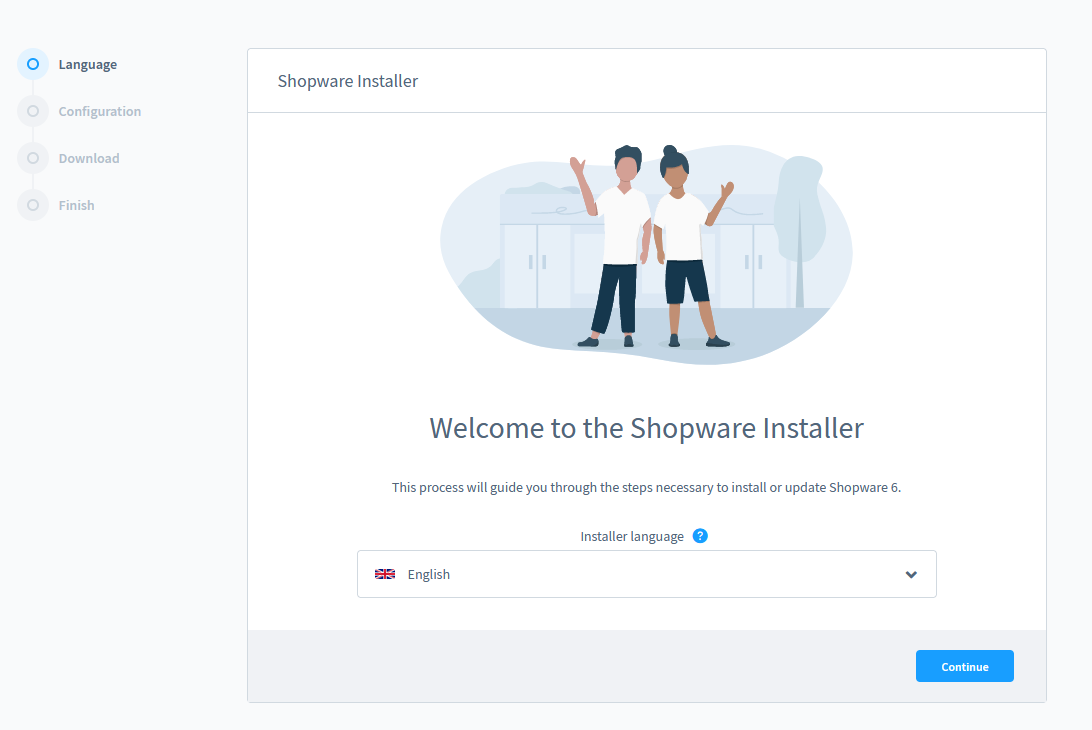 Language
Configuration
Download
Finish
Shopware Installer
Welcome to the Shopware Installer
This process will guide you through the steps necessary to install or update Shopware 6.
Installer language ?
English
Continue